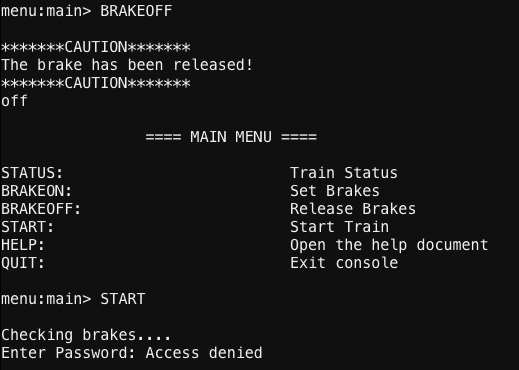 menu:main> BRAKEOFF
*******CAUTION*******
The brake has been released!
*******CAUTION*******
off
==== MAIN MENU ====
STATUS: Train Status
BRAKEON: Set Brakes
BRAKEOFF: Release Brakes
START: Start Train
HELP: Open the help document
QUIT: Exit console
menu:main> START
Checking brakes....
Enter Password: Access denied